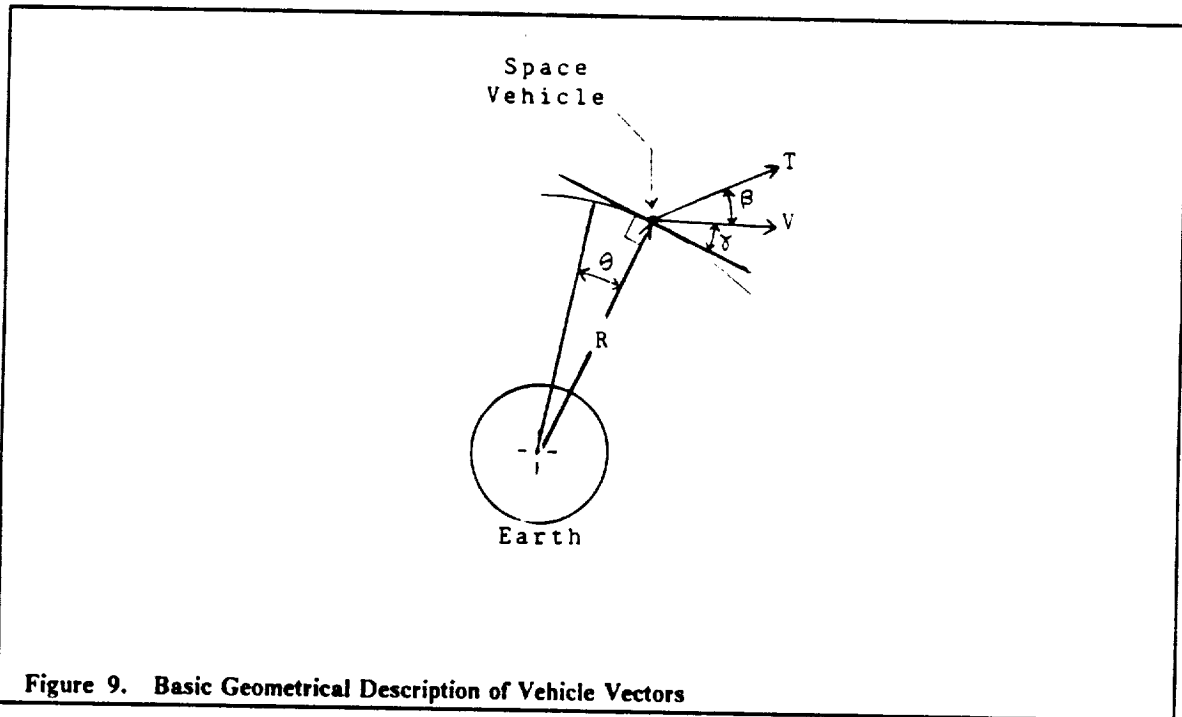 Space
Vehicle
T
β
V
γ
θ
R
Earth
Figure 9. Basic Geometrical Description of Vehicle Vectors